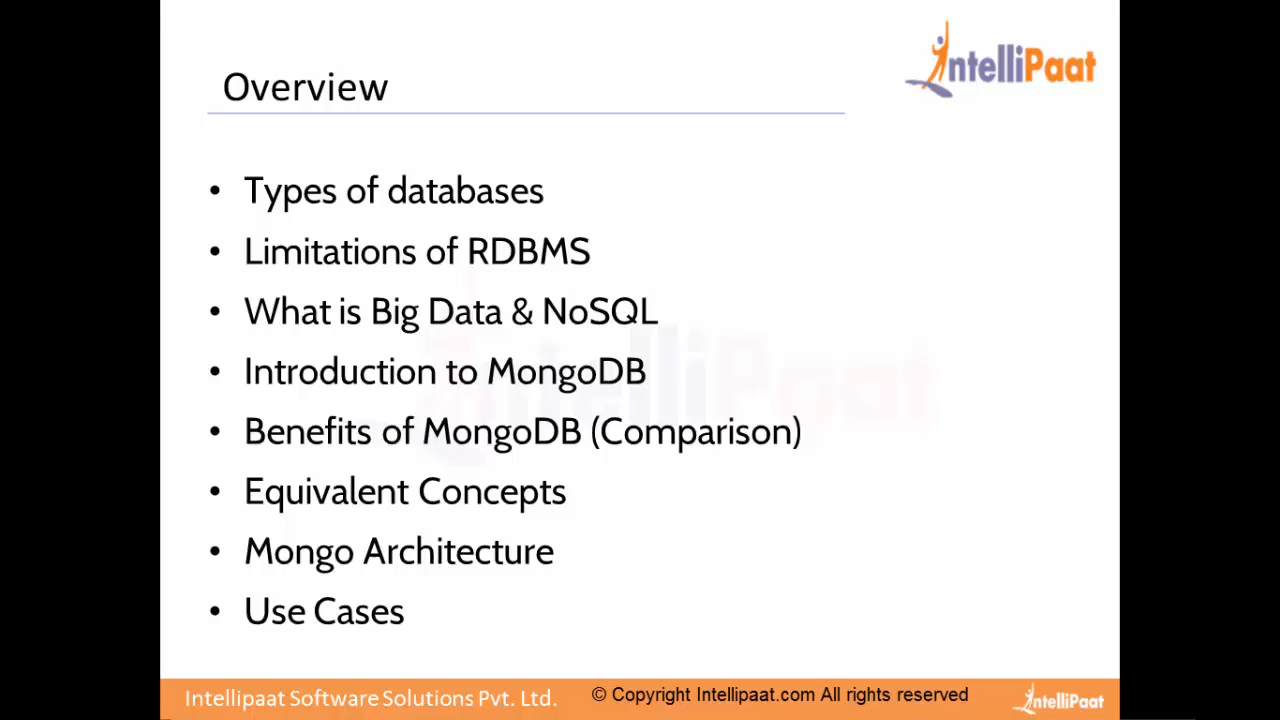 Overview
IntelliPaat
• Types of databases
• Limitations of RDBMS
• What is Big Data & NoSQL
• Introduction to MongoDB
• Benefits of MongoDB (Comparison)
• Equivalent Concepts
• Mongo Architecture
• Use Cases
IntelliPaat
Intellipaat Software Solutions Pvt. Ltd. © Copyright Intellipaat.com All rights reserved IntelliPaat